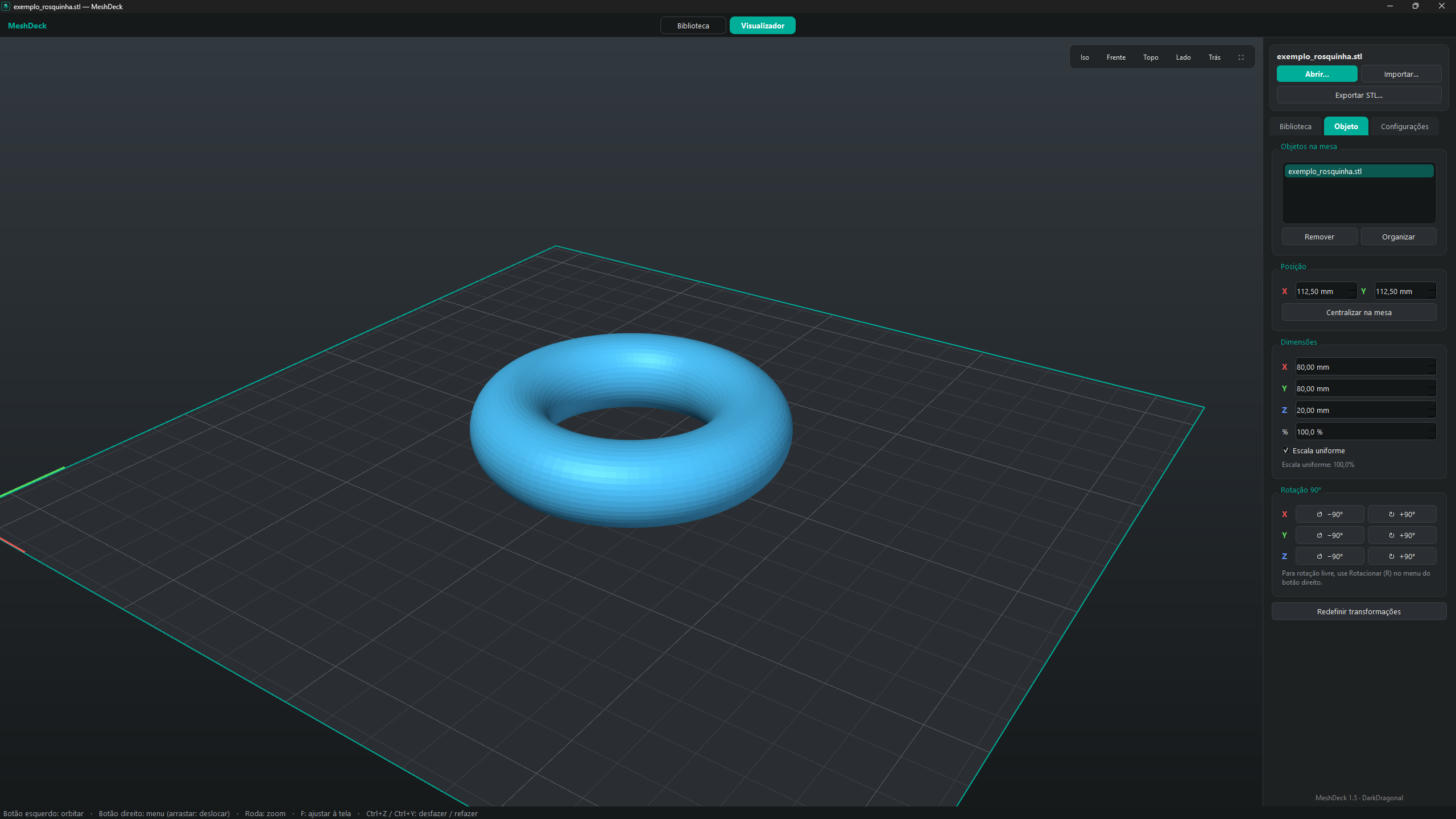 exemplo_rosquinha.stl — MeshDeck
MeshDeck
Biblioteca
Visualizador
Iso
Frente
Topo
Lado
Trás
exemplo_rosquinha.stl
Abrir...
Importar...
Exportar STL...
Biblioteca
Objeto
Configurações
Objetos na mesa
exemplo_rosquinha.stl
Remover
Organizar
Posição
X 112,50 mm Y 112,50 mm
Centralizar na mesa
Dimensões
X 80,00 mm
Y 80,00 mm
Z 20,00 mm
% 100,0 %
✓ Escala uniforme
Escala uniforme: 100,0%
Rotação 90°
X ↺ −90° ↻ +90°
Y ↺ −90° ↻ +90°
Z ↺ −90° ↻ +90°
Para rotação livre, use Rotacionar (R) no menu do
botão direito.
Redefinir transformações
MeshDeck 1.5 · DarkDragonal
Botão esquerdo: orbitar · Botão direito: menu (arrastar: deslocar) · Roda: zoom · F: ajustar à tela · Ctrl+Z / Ctrl+Y: desfazer / refazer